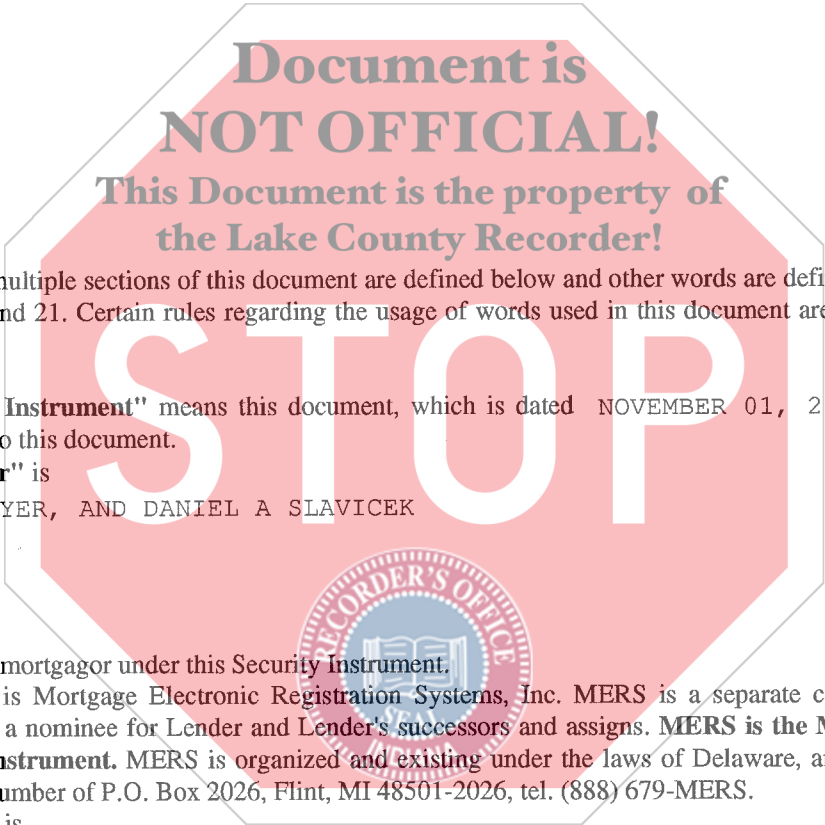 Document is
NOT OFFICIAL!
This Document is the property of
the Lake County Recorder!
nultiple sections of this document are defined below and other words are defi
nd 21. Certain rules regarding the usage of words used in this document are
STOP
Instrument" means this document, which is dated NOVEMBER 01, 2
o this document.
r" is
YER, AND DANIEL A SLAVICEK
RECORDER'S OFFICE
SEAL
INDIANA
mortgagor under this Security Instrument.
is Mortgage Electronic Registration Systems, Inc. MERS is a separate c
a nominee for Lender and Lender's successors and assigns. MERS is the M
nstrument. MERS is organized and existing under the laws of Delaware, a
umber of P.O. Box 2026, Flint, MI 48501-2026, tel. (888) 679-MERS.
is